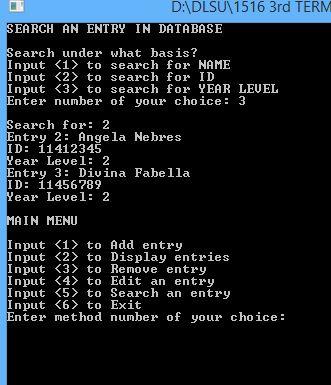 D:\DLSU\1516 3rd TERM
SEARCH AN ENTRY IN DATABASE
Search under what basis?
Input <1> to search for NAME
Input <2> to search for ID
Input <3> to search for YEAR LEVEL
Enter number of your choice: 3
Search for: 2
Entry 2: Angela Nebres
ID: 11412345
Year Level: 2
Entry 3: Divina Fabella
ID: 11456789
Year Level: 2
MAIN MENU
Input <1> to Add entry
Input <2> to Display entries
Input <3> to Remove entry
Input <4> to Edit an entry
Input <5> to Search an entry
Input <6> to Exit
Enter method number of your choice: